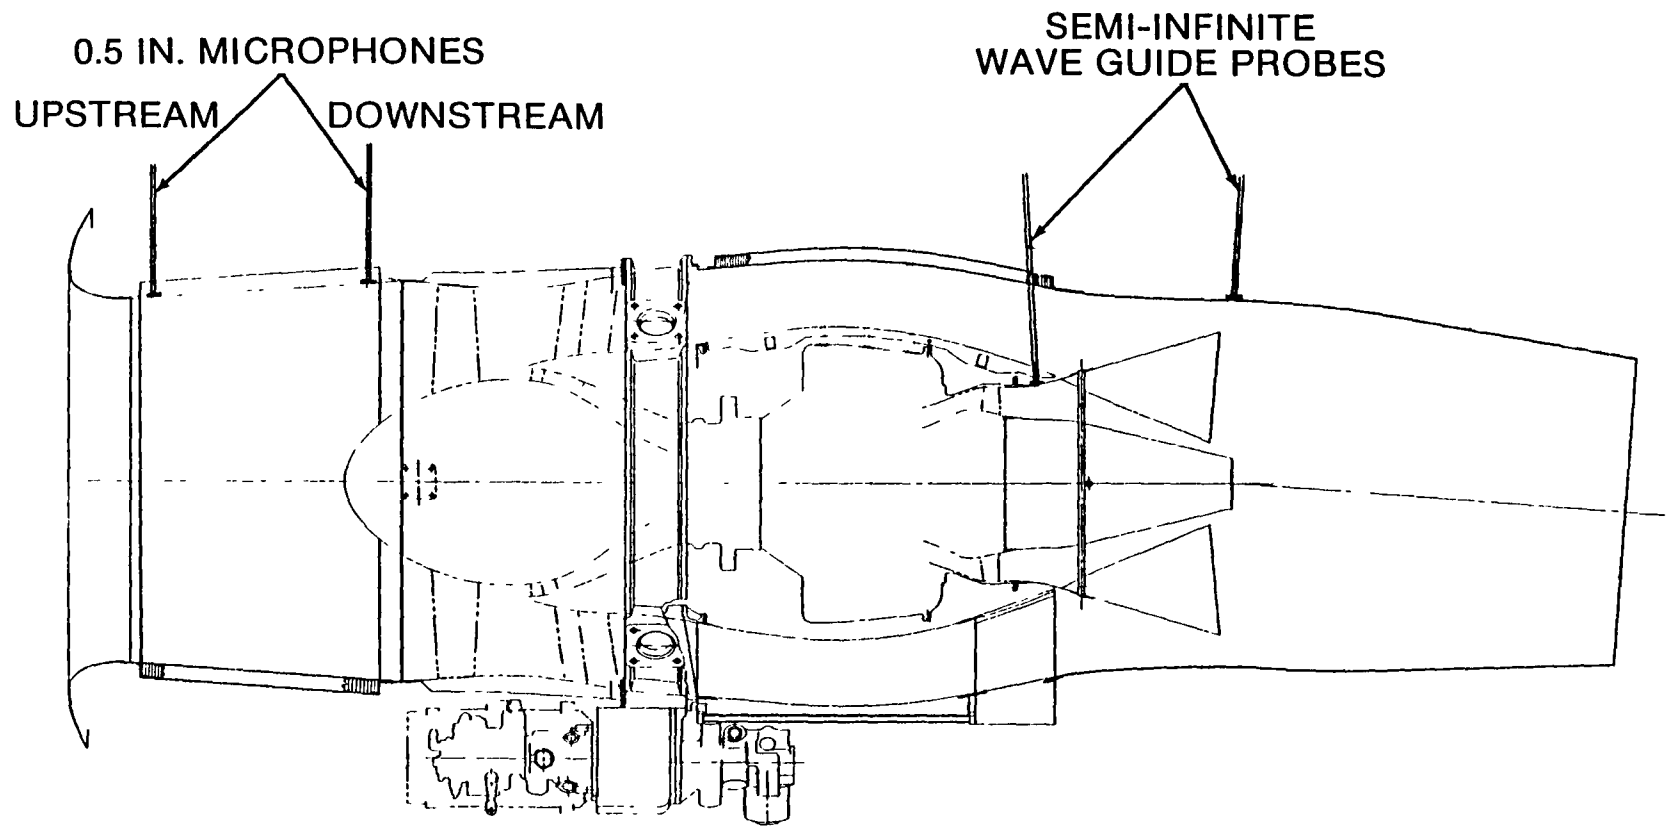 0.5 IN. MICROPHONES
UPSTREAM
DOWNSTREAM
SEMI-INFINITE
WAVE GUIDE PROBES